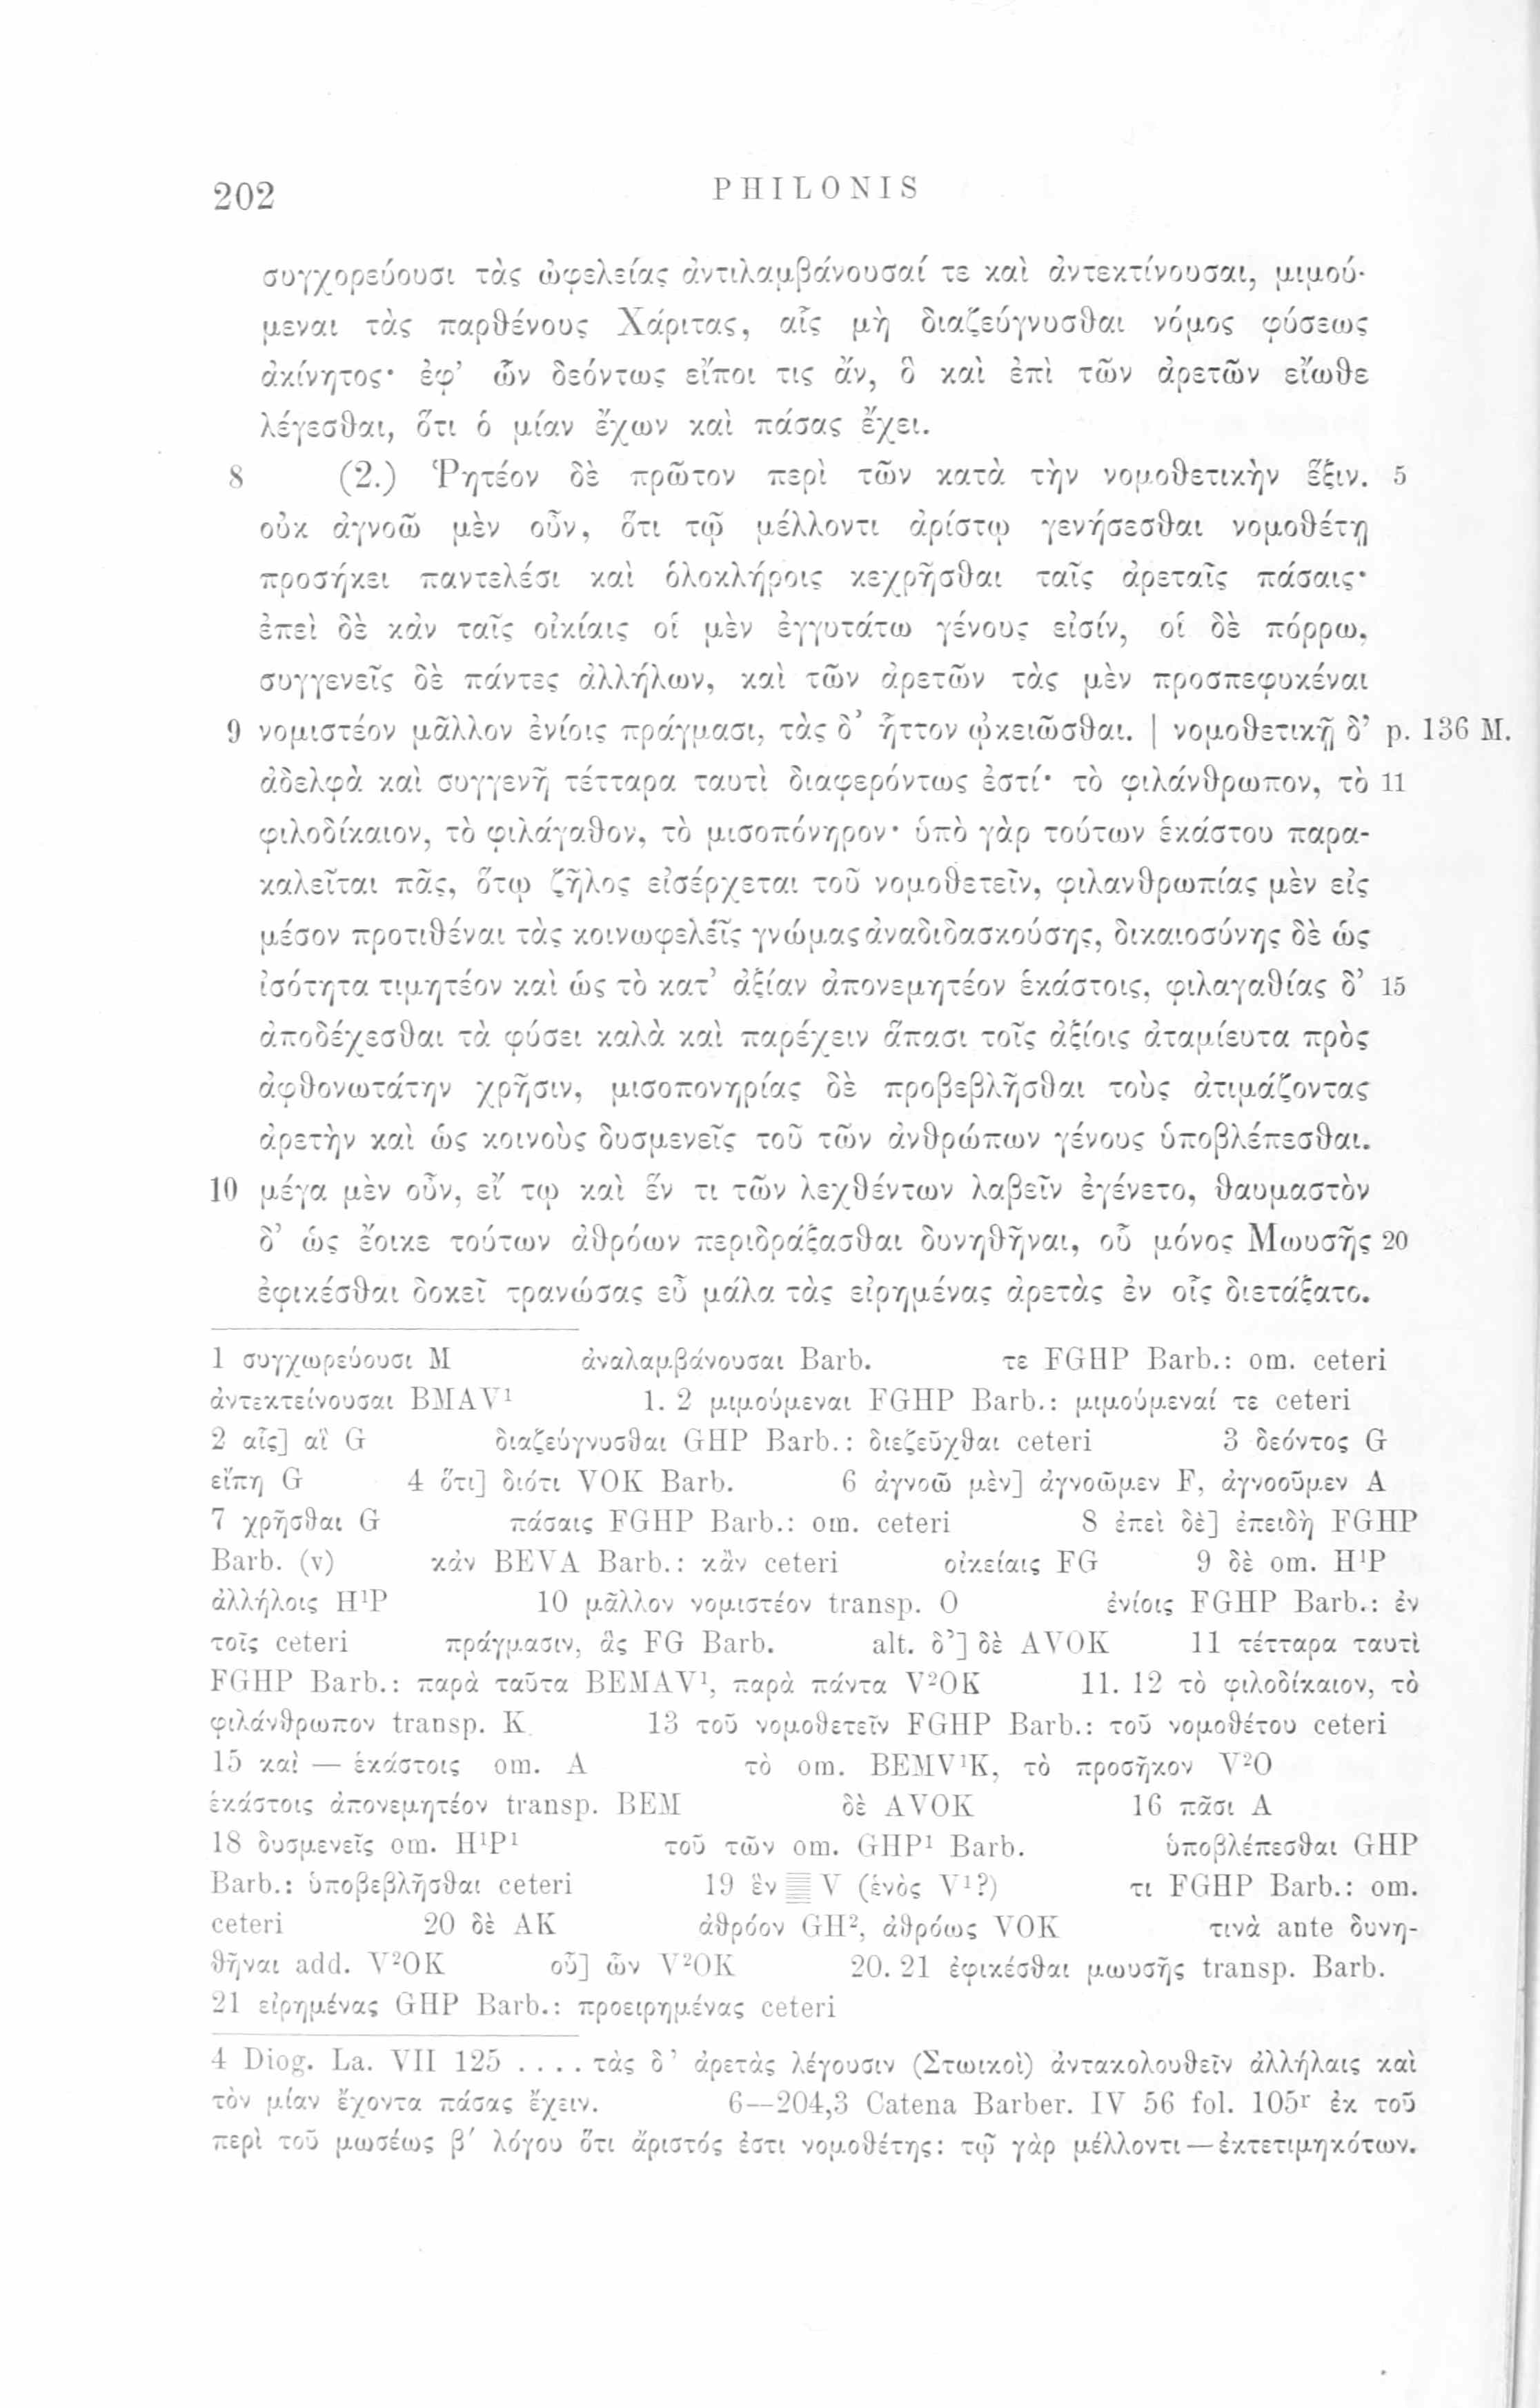 202 PHILONIS
συγχορεύουσι τὰς ὠφελείας ἀντιλαμβάνουσαί τε καὶ ἀντεκτίνουσαι, μιμού-
μεναι τὰς παρθένους Χάριτας, αἷς μὴ διαζεύγνυσθαι νόμος φύσεως
ἀκίνητος· ἐφ’ ὧν δεόντως εἴποι τις ἄν, ὃ καὶ ἐπὶ τῶν ἀρετῶν εἴωθε
λέγεσθαι, ὅτι ὁ μίαν ἔχων καὶ πάσας ἔχει.
8 (2.) Ῥητέον δὲ πρῶτον περὶ τῶν κατὰ τὴν νομοθετικὴν ἕξιν. 5
οὐκ ἀγνοῶ μὲν οὖν, ὅτι τῷ μέλλοντι ἀρίστῳ γενήσεσθαι νομοθέτῃ
προσήκει παντελέσι καὶ ὁλοκλήροις κεχρῆσθαι ταῖς ἀρεταῖς πάσαις·
ἐπεὶ δὲ κἀν ταῖς οἰκίαις οἱ μὲν ἐγγυτάτω γένους εἰσίν, οἱ δὲ πόρρω,
συγγενεῖς δὲ πάντες ἀλλήλων, καὶ τῶν ἀρετῶν τὰς μὲν προσπεφυκέναι
9 νομιστέον μᾶλλον ἐνίοις πράγμασι, τὰς δ’ ἧττον ᾠκειῶσθαι. | νομοθετικῇ δ’ p. 136 M.
ἀδελφὰ καὶ συγγενῆ τέτταρα ταυτὶ διαφερόντως ἐστί· τὸ φιλάνθρωπον, τὸ 11
φιλοδίκαιον, τὸ φιλάγαθον, τὸ μισοπόνηρον· ὑπὸ γὰρ τούτων ἑκάστου παρα-
καλεῖται πᾶς, ὅτῳ ζῆλος εἰσέρχεται τοῦ νομοθετεῖν, φιλανθρωπίας μὲν εἰς
μέσον προτιθέναι τὰς κοινωφελεῖς γνώμας ἀναδιδασκούσης, δικαιοσύνης δὲ ὡς
ἰσότητα τιμητέον καὶ ὡς τὸ κατ’ ἀξίαν ἀπονεμητέον ἑκάστοις, φιλαγαθίας δ’ 15
ἀποδέχεσθαι τὰ φύσει καλὰ καὶ παρέχειν ἅπασι τοῖς ἀξίοις ἀταμίευτα πρὸς
ἀφθονωτάτην χρῆσιν, μισοπονηρίας δὲ προβεβλῆσθαι τοὺς ἀτιμάζοντας
ἀρετὴν καὶ ὡς κοινοὺς δυσμενεῖς τοῦ τῶν ἀνθρώπων γένους ὑποβλέπεσθαι.
10 μέγα μὲν οὖν, εἴ τῳ καὶ ἕν τι τῶν λεχθέντων λαβεῖν ἐγένετο, θαυμαστὸν
δ’ ὡς ἔοικε τούτων ἀθρόων περιδράξασθαι δυνηθῆναι, οὗ μόνος Μωυσῆς 20
ἐφικέσθαι δοκεῖ τρανώσας εὖ μάλα τὰς εἰρημένας ἀρετὰς ἐν οἷς διετάξατο.
1 συγχωρεύουσι M ἀναλαμβάνουσαι Barb. τε FGHP Barb.: om. ceteri
ἀντεκτείνουσαι BMAV¹ 1. 2 μιμούμεναι FGHP Barb.: μιμούμεναί τε ceteri
2 αἷς] αἳ G διαζεύγνυσθαι GHP Barb.: διεζεῦχθαι ceteri 3 δεόντος G
εἴπῃ G 4 ὅτι] διότι VOK Barb. 6 ἀγνοῶ μὲν] ἀγνοῶμεν F, ἀγνοοῦμεν A
7 χρῆσθαι G πάσαις FGHP Barb.: om. ceteri 8 ἐπεὶ δὲ] ἐπειδὴ FGHP
Barb. (v) κἀν BEVA Barb.: κἂν ceteri οἰκείαις FG 9 δὲ om. H¹P
ἀλλήλοις H¹P 10 μᾶλλον νομιστέον transp. O ἐνίοις FGHP Barb.: ἐν
τοῖς ceteri πράγμασιν, ἃς FG Barb. alt. δ’] δὲ AVOK 11 τέτταρα ταυτὶ
FGHP Barb.: παρὰ ταῦτα BEMAV¹, παρὰ πάντα V²OK 11. 12 τὸ φιλοδίκαιον, τὸ
φιλάνθρωπον transp. K 13 τοῦ νομοθετεῖν FGHP Barb.: τοῦ νομοθέτου ceteri
15 καὶ — ἑκάστοις om. A τὸ om. BEMV¹K, τὸ προσῆκον V²O
ἑκάστοις ἀπονεμητέον transp. BEM δὲ AVOK 16 πᾶσι A
18 δυσμενεῖς om. H¹P¹ τοῦ τῶν om. GHP¹ Barb. ὑποβλέπεσθαι GHP
Barb.: ὑποβεβλῆσθαι ceteri 19 ἓν V (ἑνὸς V¹?) τι FGHP Barb.: om.
ceteri 20 δὲ AK ἀθρόον GH², ἀθρόως VOK τινὰ ante δυνη-
θῆναι add. V²OK οὗ] ὧν V²OK 20. 21 ἐφικέσθαι μωυσῆς transp. Barb.
21 εἰρημένας GHP Barb.: προειρημένας ceteri
4 Diog. La. VII 125 .... τὰς δ’ ἀρετὰς λέγουσιν (Στωικοὶ) ἀντακολουθεῖν ἀλλήλαις καὶ
τὸν μίαν ἔχοντα πάσας ἔχειν. 6—204,3 Catena Barber. IV 56 fol. 105r ἐκ τοῦ
περὶ τοῦ μωσέως β′ λόγου ὅτι ἄριστός ἐστι νομοθέτης: τῷ γὰρ μέλλοντι — ἐκτετιμηκότων.